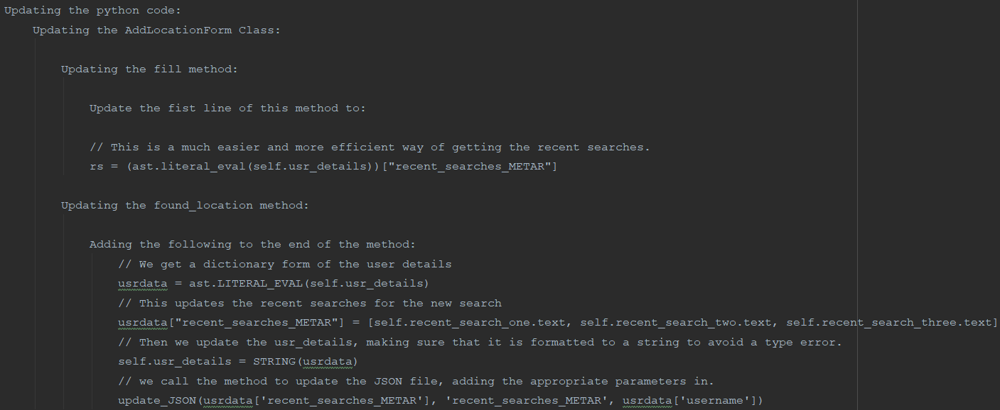 Updating the python code:
Updating the AddLocationForm Class:
Updating the fill method:
Update the fist line of this method to:
// This is a much easier and more efficient way of getting the recent searches.
rs = (ast.literal_eval(self.usr_details))["recent_searches_METAR"]
Updating the found_location method:
Adding the following to the end of the method:
// We get a dictionary form of the user details
usrdata = ast.LITERAL_EVAL(self.usr_details)
// This updates the recent searches for the new search
usrdata["recent_searches_METAR"] = [self.recent_search_one.text, self.recent_search_two.text, self.recent_search_three.text]
// Then we update the usr_details, making sure that it is formatted to a string to avoid a type error.
self.usr_details = STRING(usrdata)
// we call the method to update the JSON file, adding the appropriate parameters in.
update_JSON(usrdata['recent_searches_METAR'], 'recent_searches_METAR', usrdata['username'])